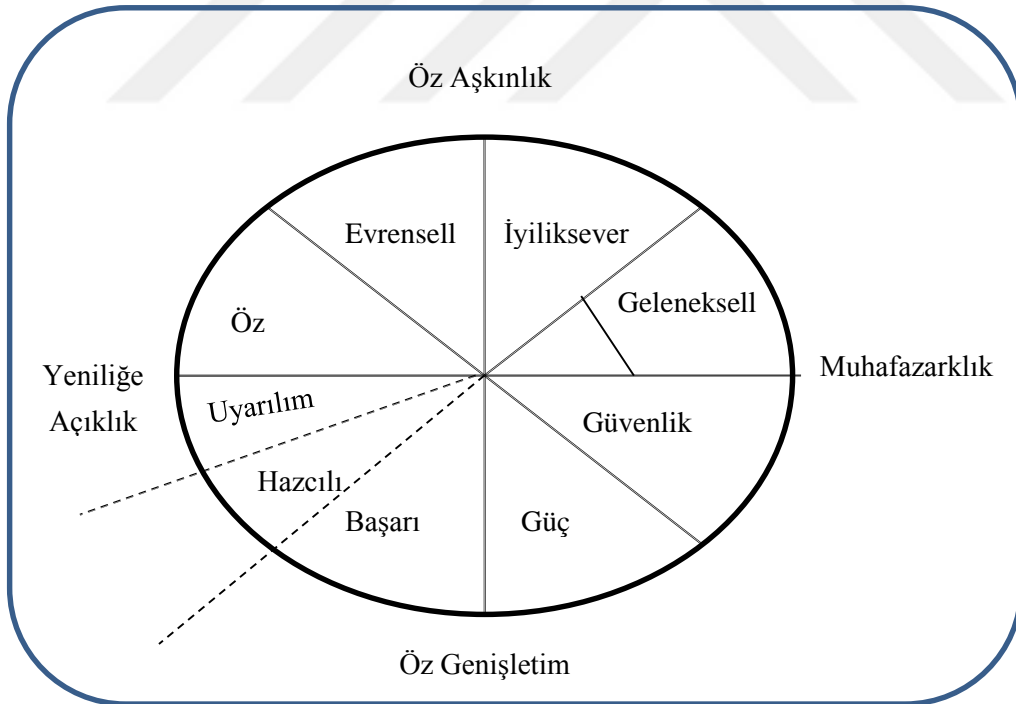 Öz Aşkınlık
Evrensell
İyiliksever
Geleneksell
Öz
Yeniliğe
Açıklık
Muhafazarklık
Uyarılım
Güvenlik
Hazcılı
Başarı
Güç
Öz Genişletim